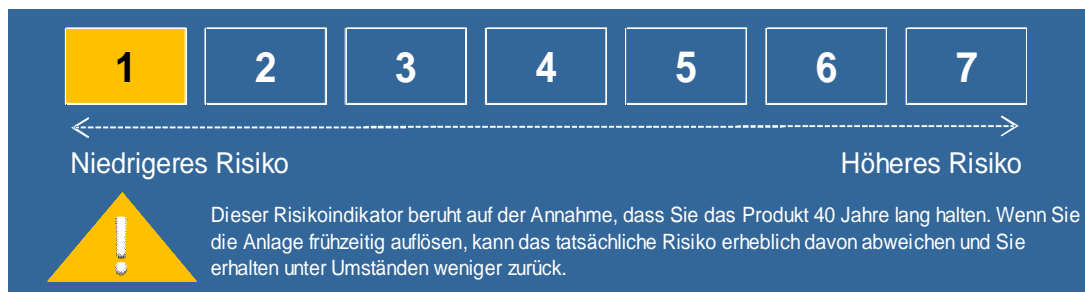 1 2 3 4 5 6 7
Niedrigeres Risiko Höheres Risiko
Dieser Risikoindikator beruht auf der Annahme, dass Sie das Produkt 40 Jahre lang halten. Wenn Sie
die Anlage frühzeitig auflösen, kann das tatsächliche Risiko erheblich davon abweichen und Sie
erhalten unter Umständen weniger zurück.